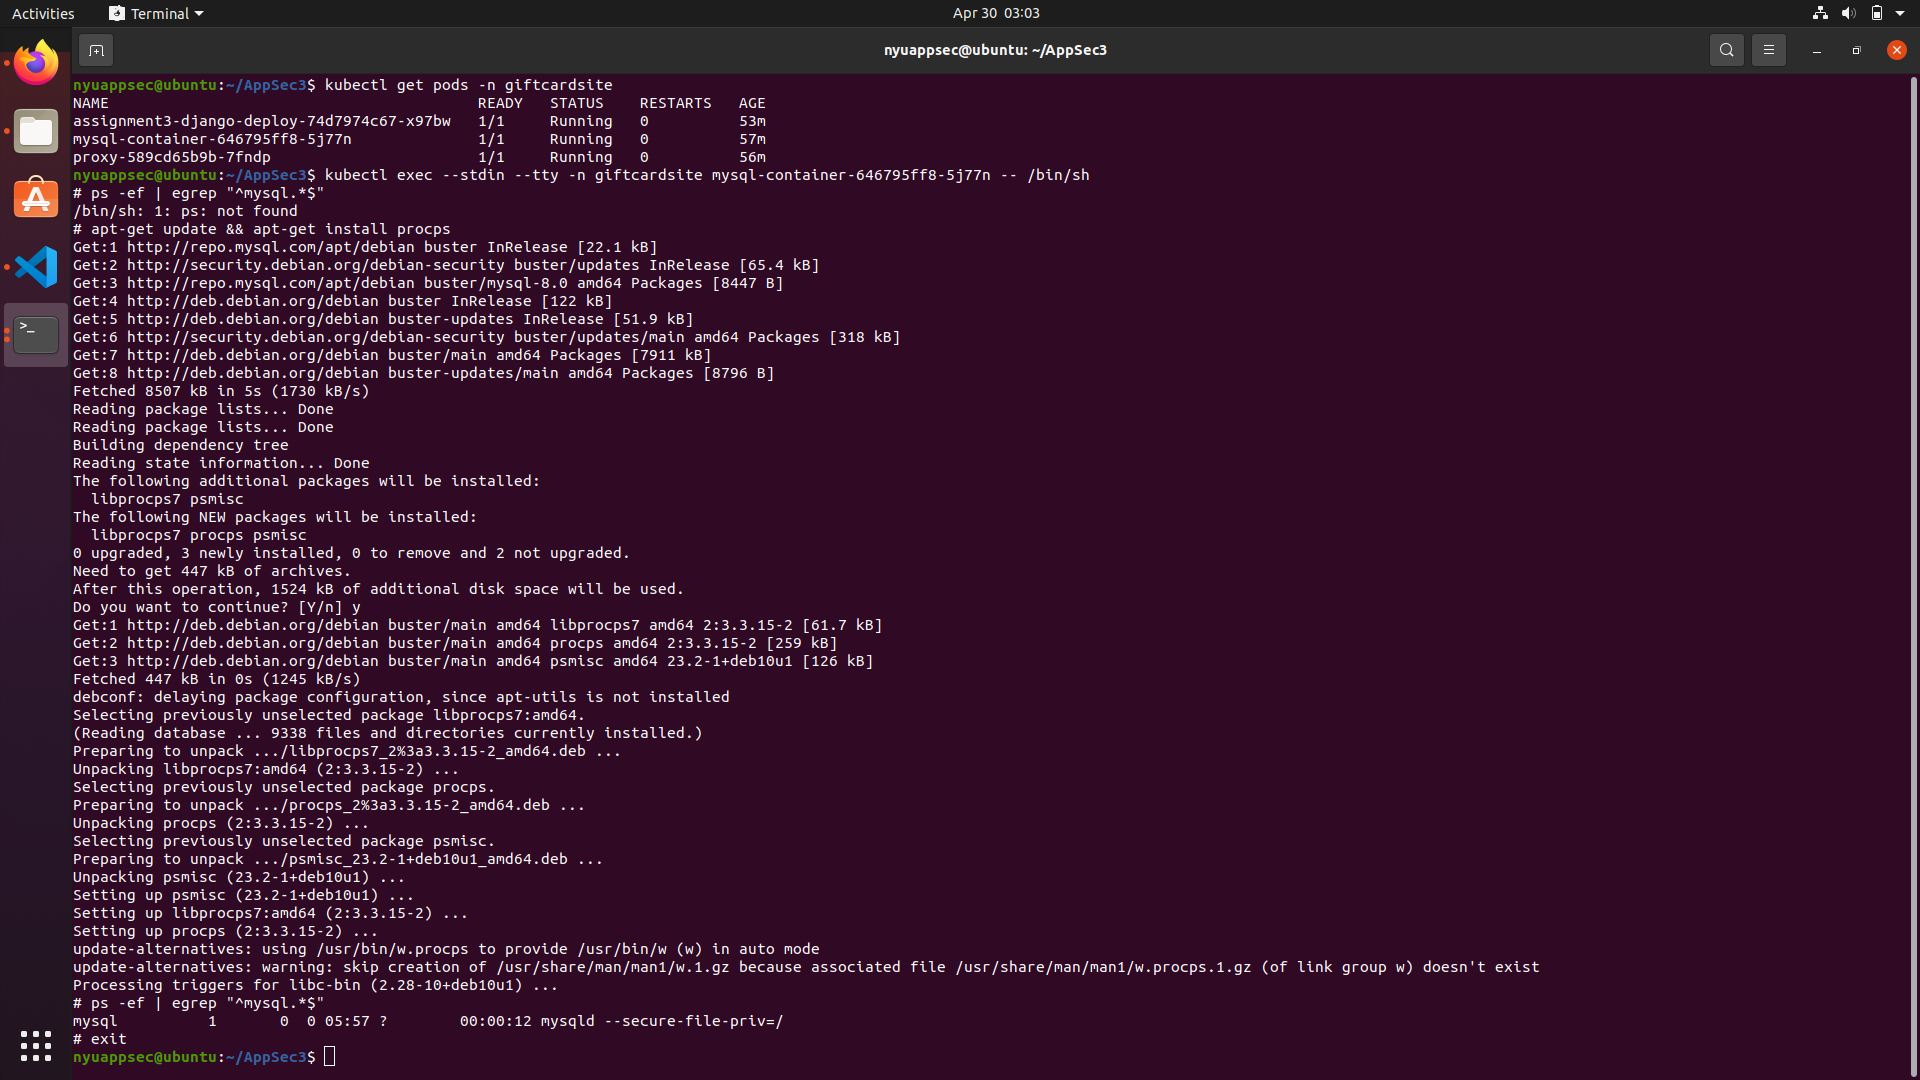 Activities
Terminal
Apr 30 03:03
nyuappsec@ubuntu: ~/AppSec3
nyuappsec@ubuntu:~/AppSec3$ kubectl get pods -n giftcardsite
NAME                                         READY   STATUS    RESTARTS   AGE
assignment3-django-deploy-74d7974c67-x97bw   1/1     Running   0          53m
mysql-container-646795ff8-5j77n              1/1     Running   0          57m
proxy-589cd65b9b-7fndp                       1/1     Running   0          56m
nyuappsec@ubuntu:~/AppSec3$ kubectl exec --stdin --tty -n giftcardsite mysql-container-646795ff8-5j77n -- /bin/sh
# ps -ef | egrep "^mysql.*$"
/bin/sh: 1: ps: not found
# apt-get update && apt-get install procps
Get:1 http://repo.mysql.com/apt/debian buster InRelease [22.1 kB]
Get:2 http://security.debian.org/debian-security buster/updates InRelease [65.4 kB]
Get:3 http://repo.mysql.com/apt/debian buster/mysql-8.0 amd64 Packages [8447 B]
Get:4 http://deb.debian.org/debian buster InRelease [122 kB]
Get:5 http://deb.debian.org/debian buster-updates InRelease [51.9 kB]
Get:6 http://security.debian.org/debian-security buster/updates/main amd64 Packages [318 kB]
Get:7 http://deb.debian.org/debian buster/main amd64 Packages [7911 kB]
Get:8 http://deb.debian.org/debian buster-updates/main amd64 Packages [8796 B]
Fetched 8507 kB in 5s (1730 kB/s)
Reading package lists... Done
Reading package lists... Done
Building dependency tree
Reading state information... Done
The following additional packages will be installed:
  libprocps7 psmisc
The following NEW packages will be installed:
  libprocps7 procps psmisc
0 upgraded, 3 newly installed, 0 to remove and 2 not upgraded.
Need to get 447 kB of archives.
After this operation, 1524 kB of additional disk space will be used.
Do you want to continue? [Y/n] y
Get:1 http://deb.debian.org/debian buster/main amd64 libprocps7 amd64 2:3.3.15-2 [61.7 kB]
Get:2 http://deb.debian.org/debian buster/main amd64 procps amd64 2:3.3.15-2 [259 kB]
Get:3 http://deb.debian.org/debian buster/main amd64 psmisc amd64 23.2-1+deb10u1 [126 kB]
Fetched 447 kB in 0s (1245 kB/s)
debconf: delaying package configuration, since apt-utils is not installed
Selecting previously unselected package libprocps7:amd64.
(Reading database ... 9338 files and directories currently installed.)
Preparing to unpack .../libprocps7_2%3a3.3.15-2_amd64.deb ...
Unpacking libprocps7:amd64 (2:3.3.15-2) ...
Selecting previously unselected package procps.
Preparing to unpack .../procps_2%3a3.3.15-2_amd64.deb ...
Unpacking procps (2:3.3.15-2) ...
Selecting previously unselected package psmisc.
Preparing to unpack .../psmisc_23.2-1+deb10u1_amd64.deb ...
Unpacking psmisc (23.2-1+deb10u1) ...
Setting up psmisc (23.2-1+deb10u1) ...
Setting up libprocps7:amd64 (2:3.3.15-2) ...
Setting up procps (2:3.3.15-2) ...
update-alternatives: using /usr/bin/w.procps to provide /usr/bin/w (w) in auto mode
update-alternatives: warning: skip creation of /usr/share/man/man1/w.1.gz because associated file /usr/share/man/man1/w.procps.1.gz (of link group w) doesn't exist
Processing triggers for libc-bin (2.28-10+deb10u1) ...
# ps -ef | egrep "^mysql.*$"
mysql          1       0  0 05:57 ?        00:00:12 mysqld --secure-file-priv=/
# exit
nyuappsec@ubuntu:~/AppSec3$